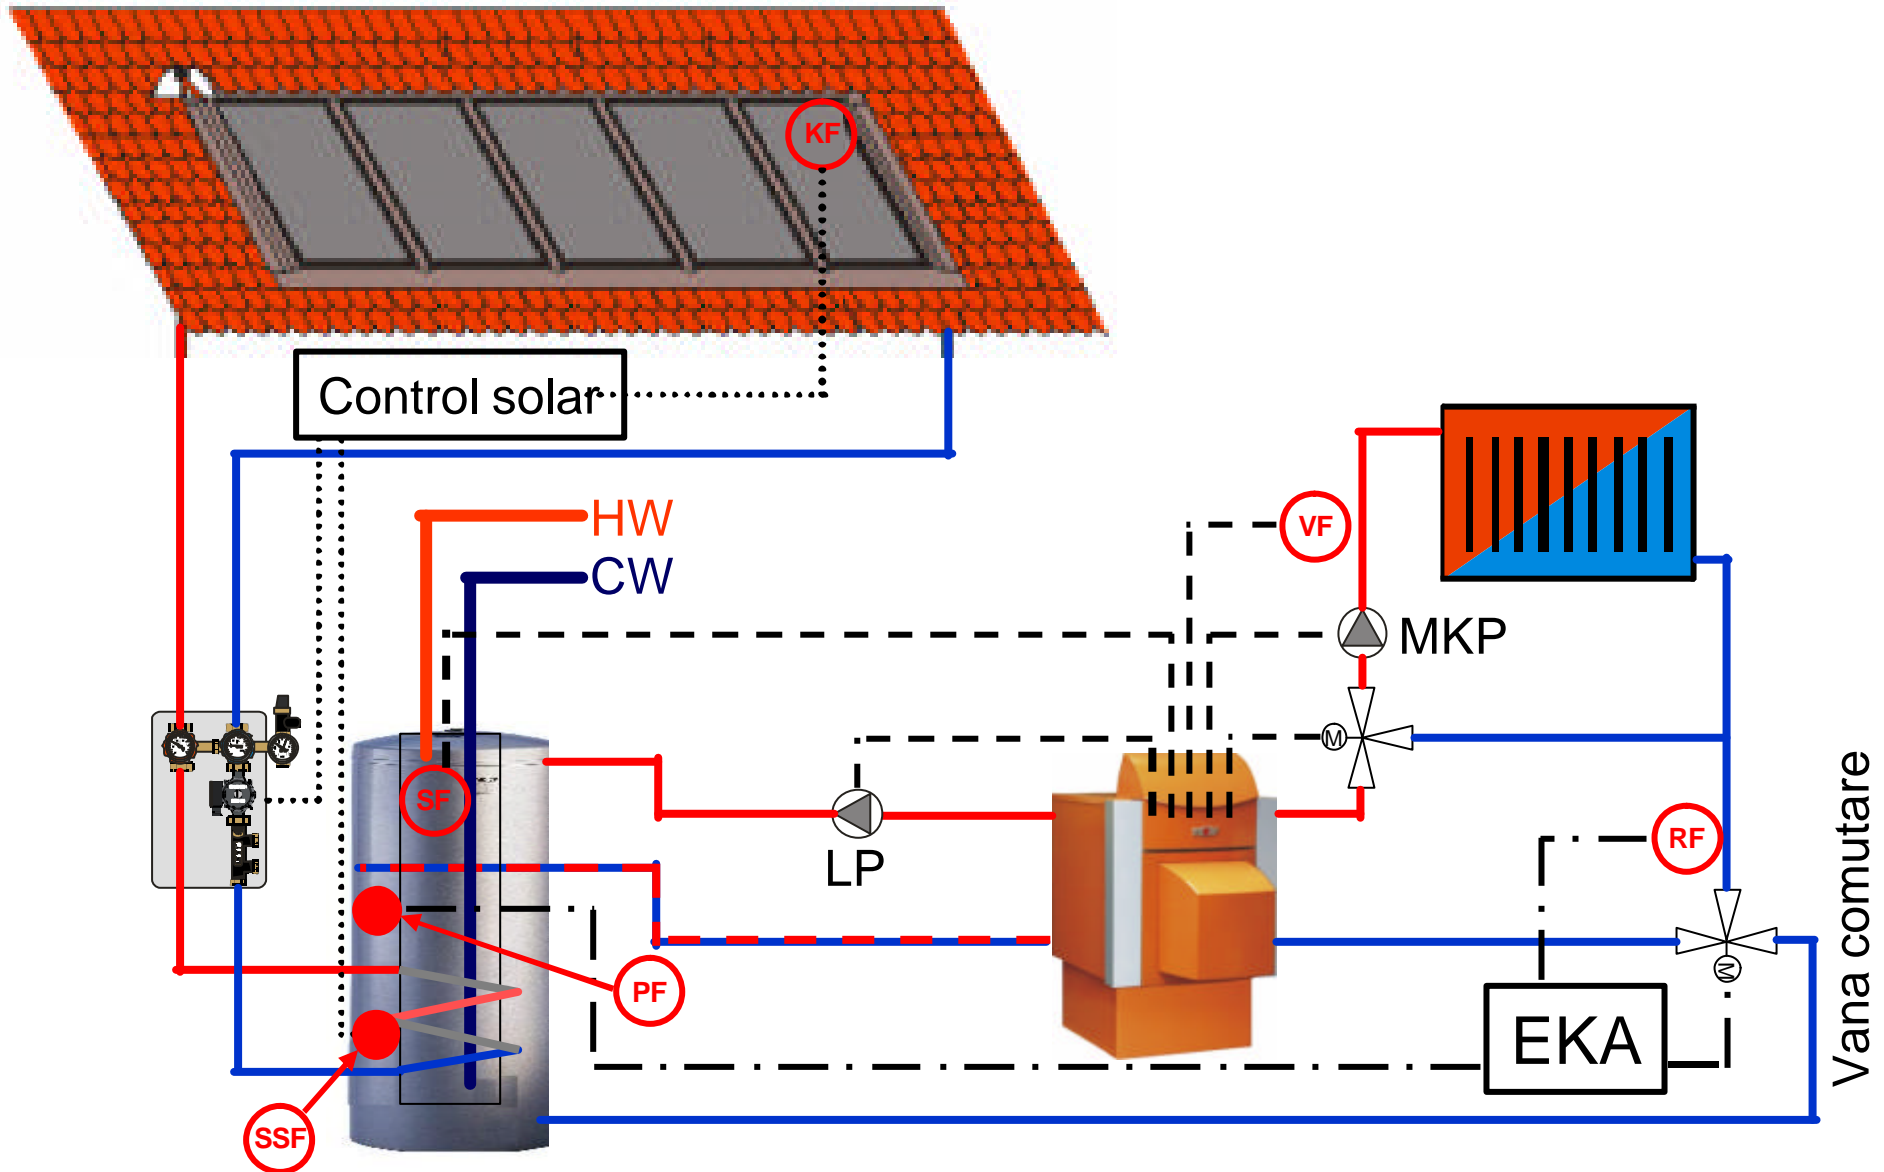 KF
Control solar
HW
CW
VF
MKP
M
SF
LP
RF
Vana comutare
PF
M
EKA
SSF